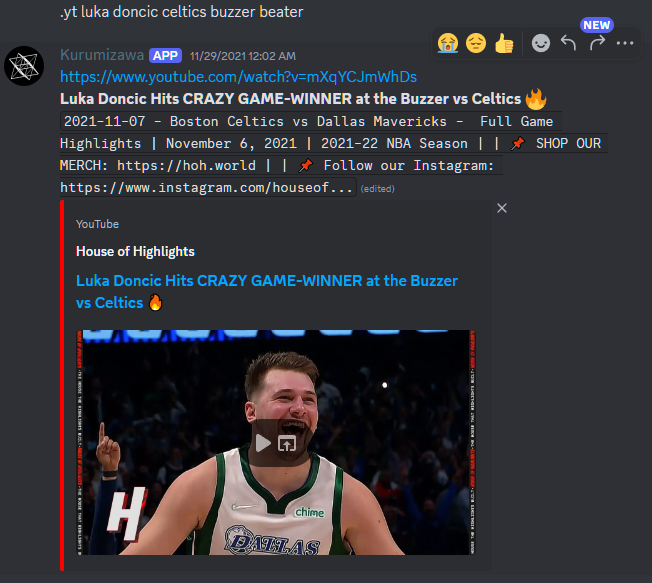 .yt luka doncic celtics buzzer beater
NEW
Kurumizawa APP 11/29/2021 12:02 AM
https://www.youtube.com/watch?v=mXqYCJmWhDs
Luka Doncic Hits CRAZY GAME-WINNER at the Buzzer vs Celtics 🔥
2021-11-07 - Boston Celtics vs Dallas Mavericks - Full Game
Highlights | November 6, 2021 | 2021-22 NBA Season | | 📌 SHOP OUR
MERCH: https://hoh.world | | 📌 Follow our Instagram:
https://www.instagram.com/houseof... (edited)
YouTube
House of Highlights
Luka Doncic Hits CRAZY GAME-WINNER at the Buzzer
vs Celtics 🔥
chime
DALLAS
H